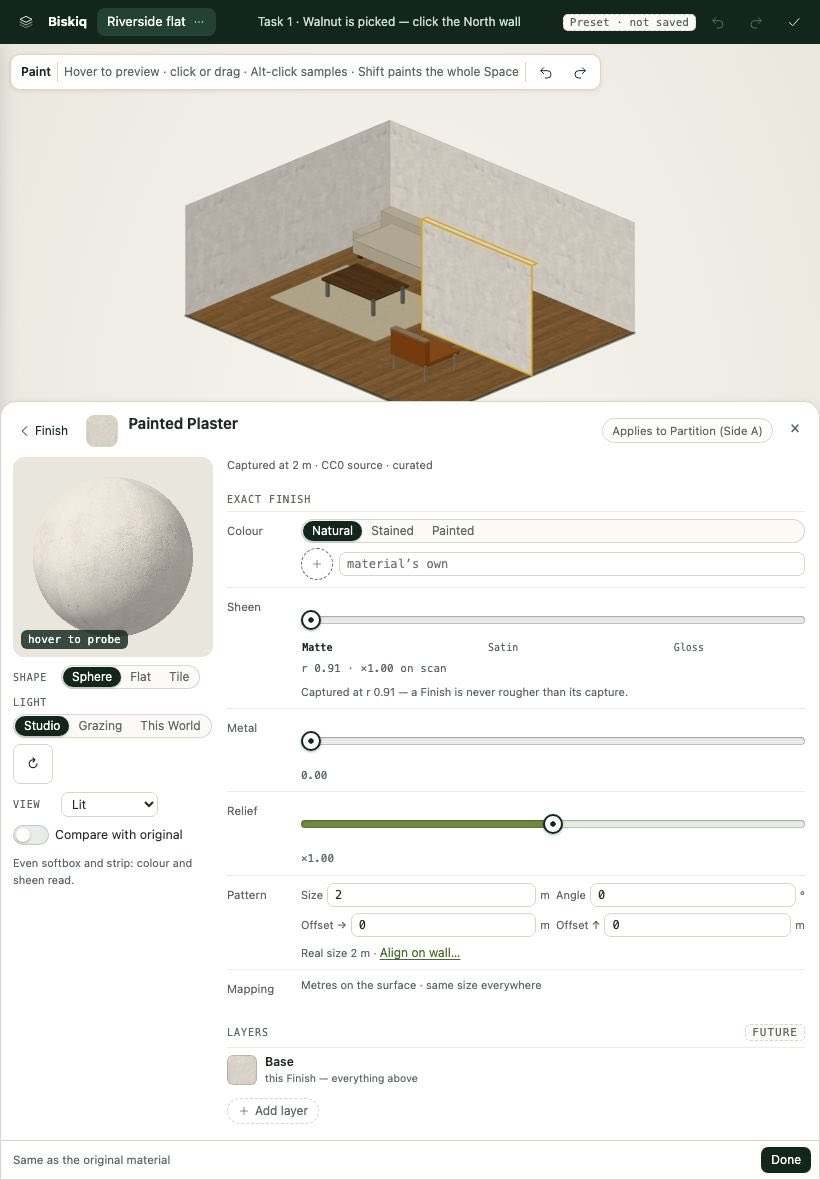 Biskiq
Riverside flat ···
Task 1 · Walnut is picked — click the North wall
Preset · not saved
Paint
Hover to preview · click or drag · Alt-click samples · Shift paints the whole Space
Finish
Painted Plaster
Applies to Partition (Side A)
×
hover to probe
SHAPE Sphere Flat Tile
LIGHT
Studio Grazing This World
↻
VIEW Lit
Compare with original
Even softbox and strip: colour and
sheen read.
Captured at 2 m · CC0 source · curated
EXACT FINISH
Colour Natural Stained Painted
+ material's own
Sheen
Matte Satin Gloss
r 0.91 · ×1.00 on scan
Captured at r 0.91 — a Finish is never rougher than its capture.
Metal
0.00
Relief
×1.00
Pattern Size 2 m Angle 0 °
Offset → 0 m Offset ↑ 0 m
Real size 2 m · Align on wall…
Mapping Metres on the surface · same size everywhere
LAYERS FUTURE
Base
this Finish — everything above
+ Add layer
Same as the original material
Done